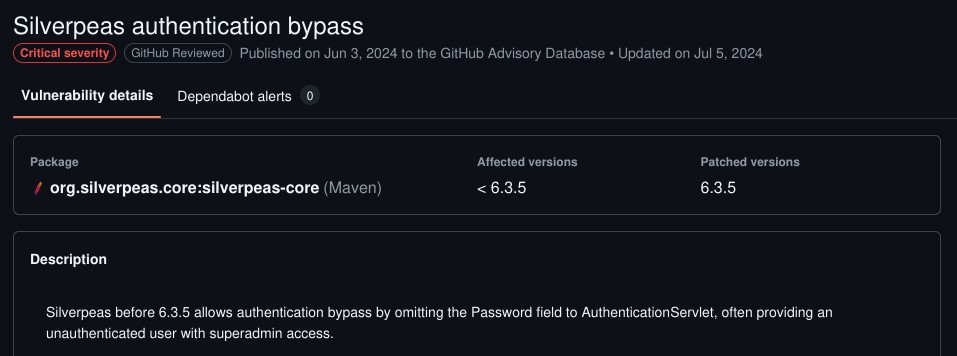 Silverpeas authentication bypass
Critical severity GitHub Reviewed Published on Jun 3, 2024 to the GitHub Advisory Database • Updated on Jul 5, 2024
Vulnerability details Dependabot alerts 0
Package Affected versions Patched versions
org.silverpeas.core:silverpeas-core (Maven) < 6.3.5 6.3.5
Description
Silverpeas before 6.3.5 allows authentication bypass by omitting the Password field to AuthenticationServlet, often providing an
unauthenticated user with superadmin access.